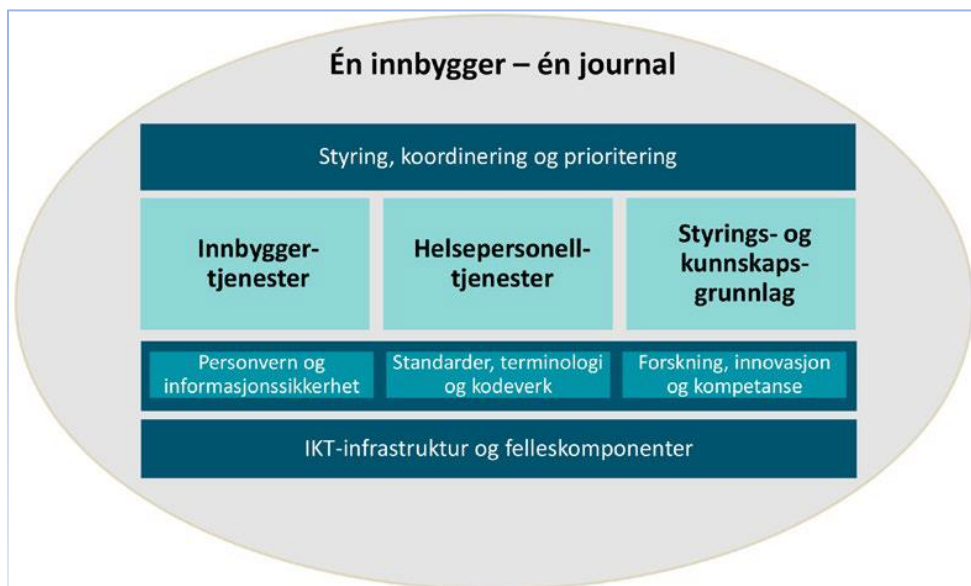 Én innbygger – én journal
Styring, koordinering og prioritering
Innbygger-
tjenester
Helsepersonell-
tjenester
Styrings- og
kunnskaps-
grunnlag
Personvern og
informasjonssikkerhet
Standarder, terminologi
og kodeverk
Forskning, innovasjon
og kompetanse
IKT-infrastruktur og felleskomponenter